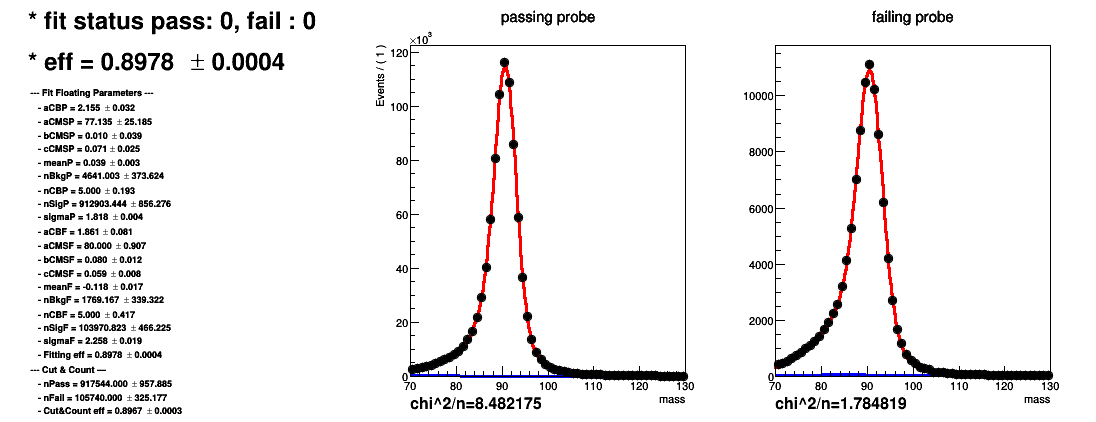 * fit status pass: 0, fail : 0
* eff = 0.8978 ± 0.0004
--- Fit Floating Parameters ---
- aCBP = 2.155 ± 0.032
- aCMSP = 77.135 ± 25.185
- bCMSP = 0.010 ± 0.039
- cCMSP = 0.071 ± 0.025
- meanP = 0.039 ± 0.003
- nBkgP = 4641.003 ± 373.624
- nCBP = 5.000 ± 0.193
- nSigP = 912903.444 ± 856.276
- sigmaP = 1.818 ± 0.004
- aCBF = 1.861 ± 0.081
- aCMSF = 80.000 ± 0.907
- bCMSF = 0.080 ± 0.012
- cCMSF = 0.059 ± 0.008
- meanF = -0.118 ± 0.017
- nBkgF = 1769.167 ± 339.322
- nCBF = 5.000 ± 0.417
- nSigF = 103970.823 ± 466.225
- sigmaF = 2.258 ± 0.019
- Fitting eff = 0.8978 ± 0.0004
--- Cut & Count ---
- nPass = 917544.000 ± 957.885
- nFail = 105740.000 ± 325.177
- Cut&Count eff = 0.8967 ± 0.0003
passing probe
×10³
Events / ( 1 )
120
100
80
60
40
20
0
70 80 90 100 110 120 130
mass
chi^2/n=8.482175
failing probe
10000
8000
6000
4000
2000
0
70 80 90 100 110 120 130
mass
chi^2/n=1.784819